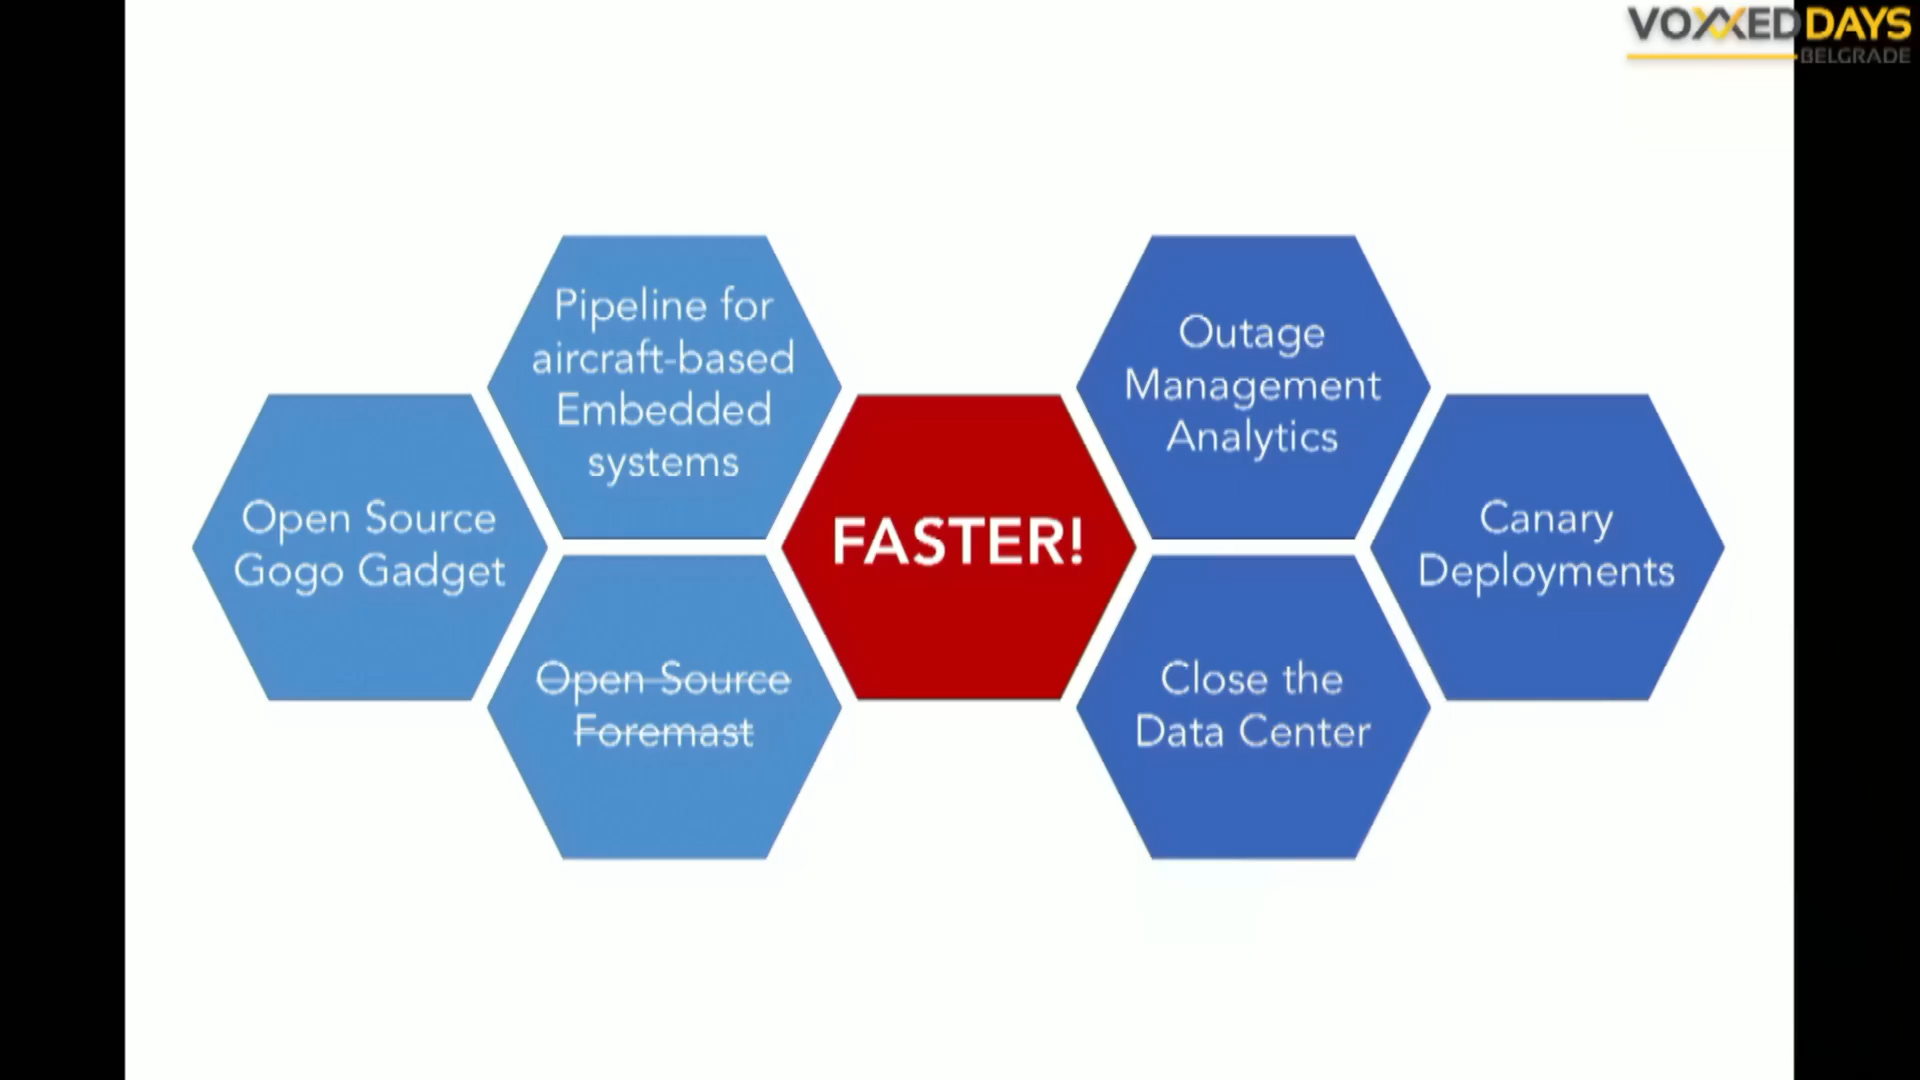 VOXXED DAYS
BELGRADE
Pipeline for
aircraft-based
Embedded
systems
Outage
Management
Analytics
Open Source
Gogo Gadget
FASTER!
Canary
Deployments
Open Source
Foremast
Close the
Data Center